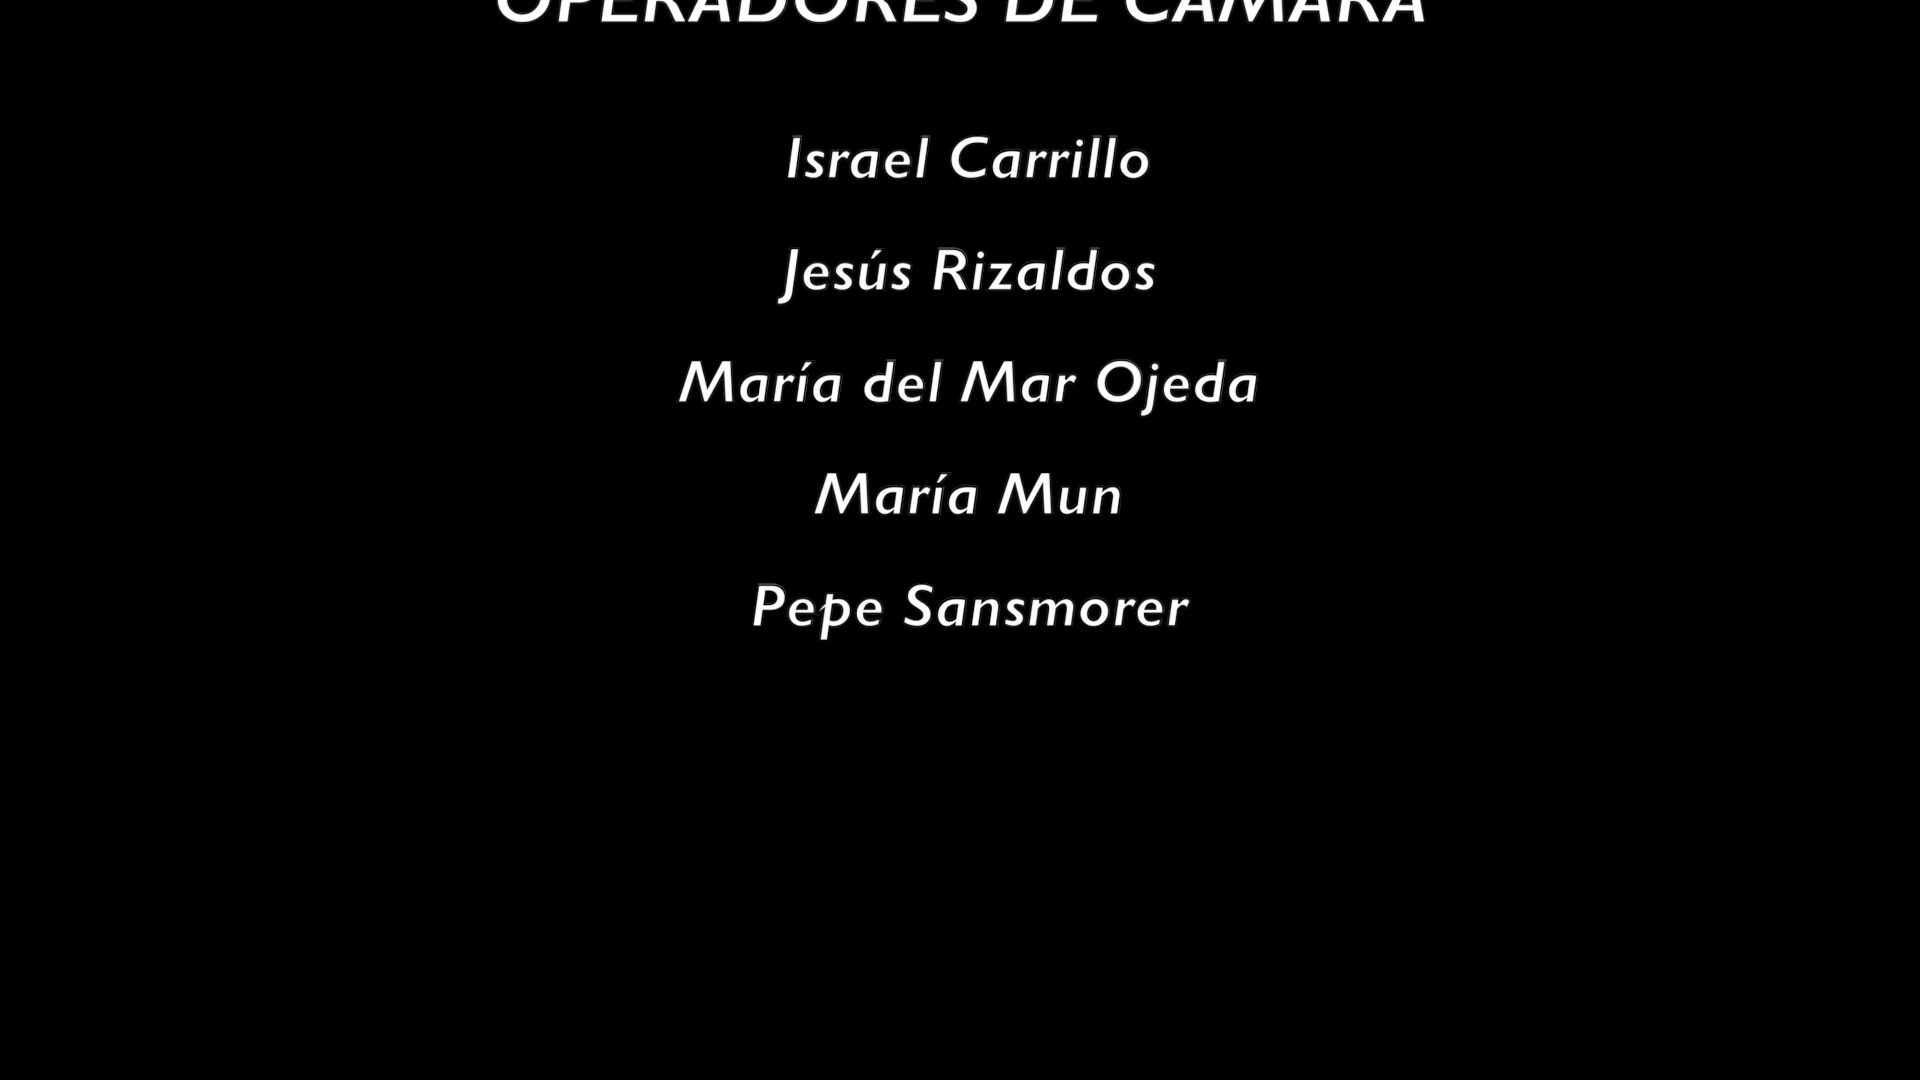 OPERADORES DE CÁMARA
Israel Carrillo
Jesús Rizaldos
María del Mar Ojeda
María Mun
Pepe Sansmorer